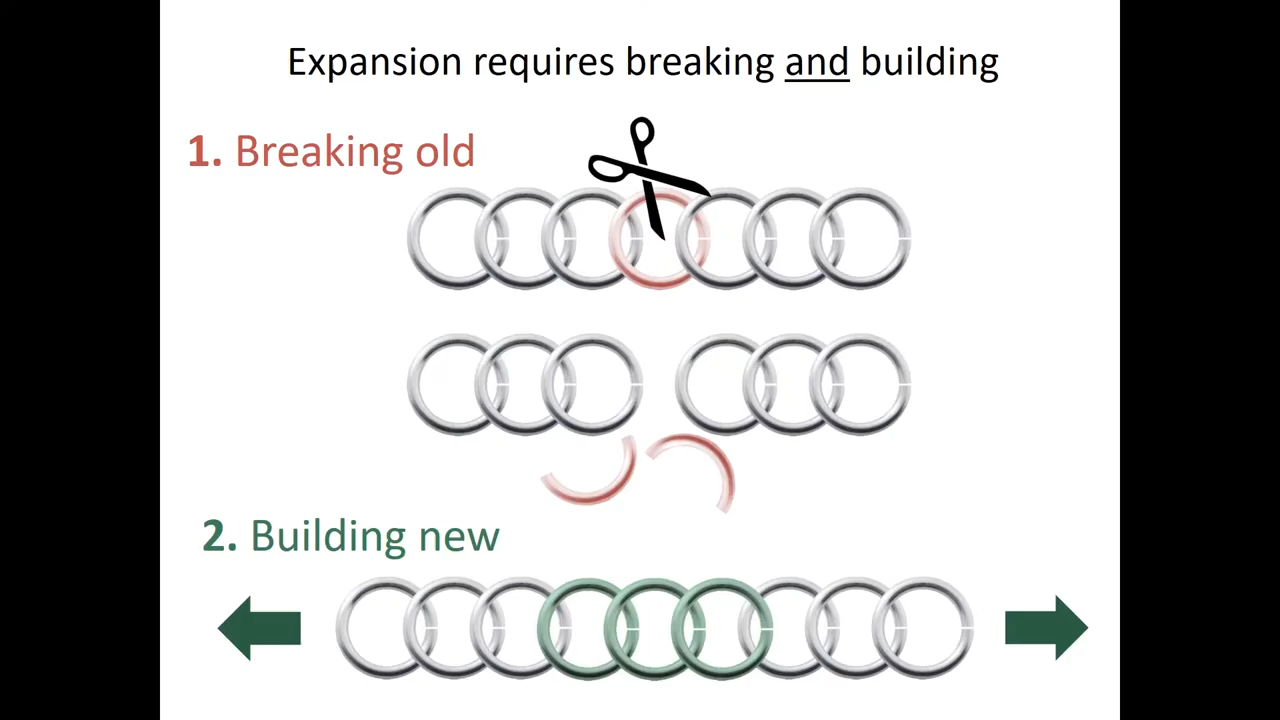 Expansion requires breaking and building
1. Breaking old
2. Building new